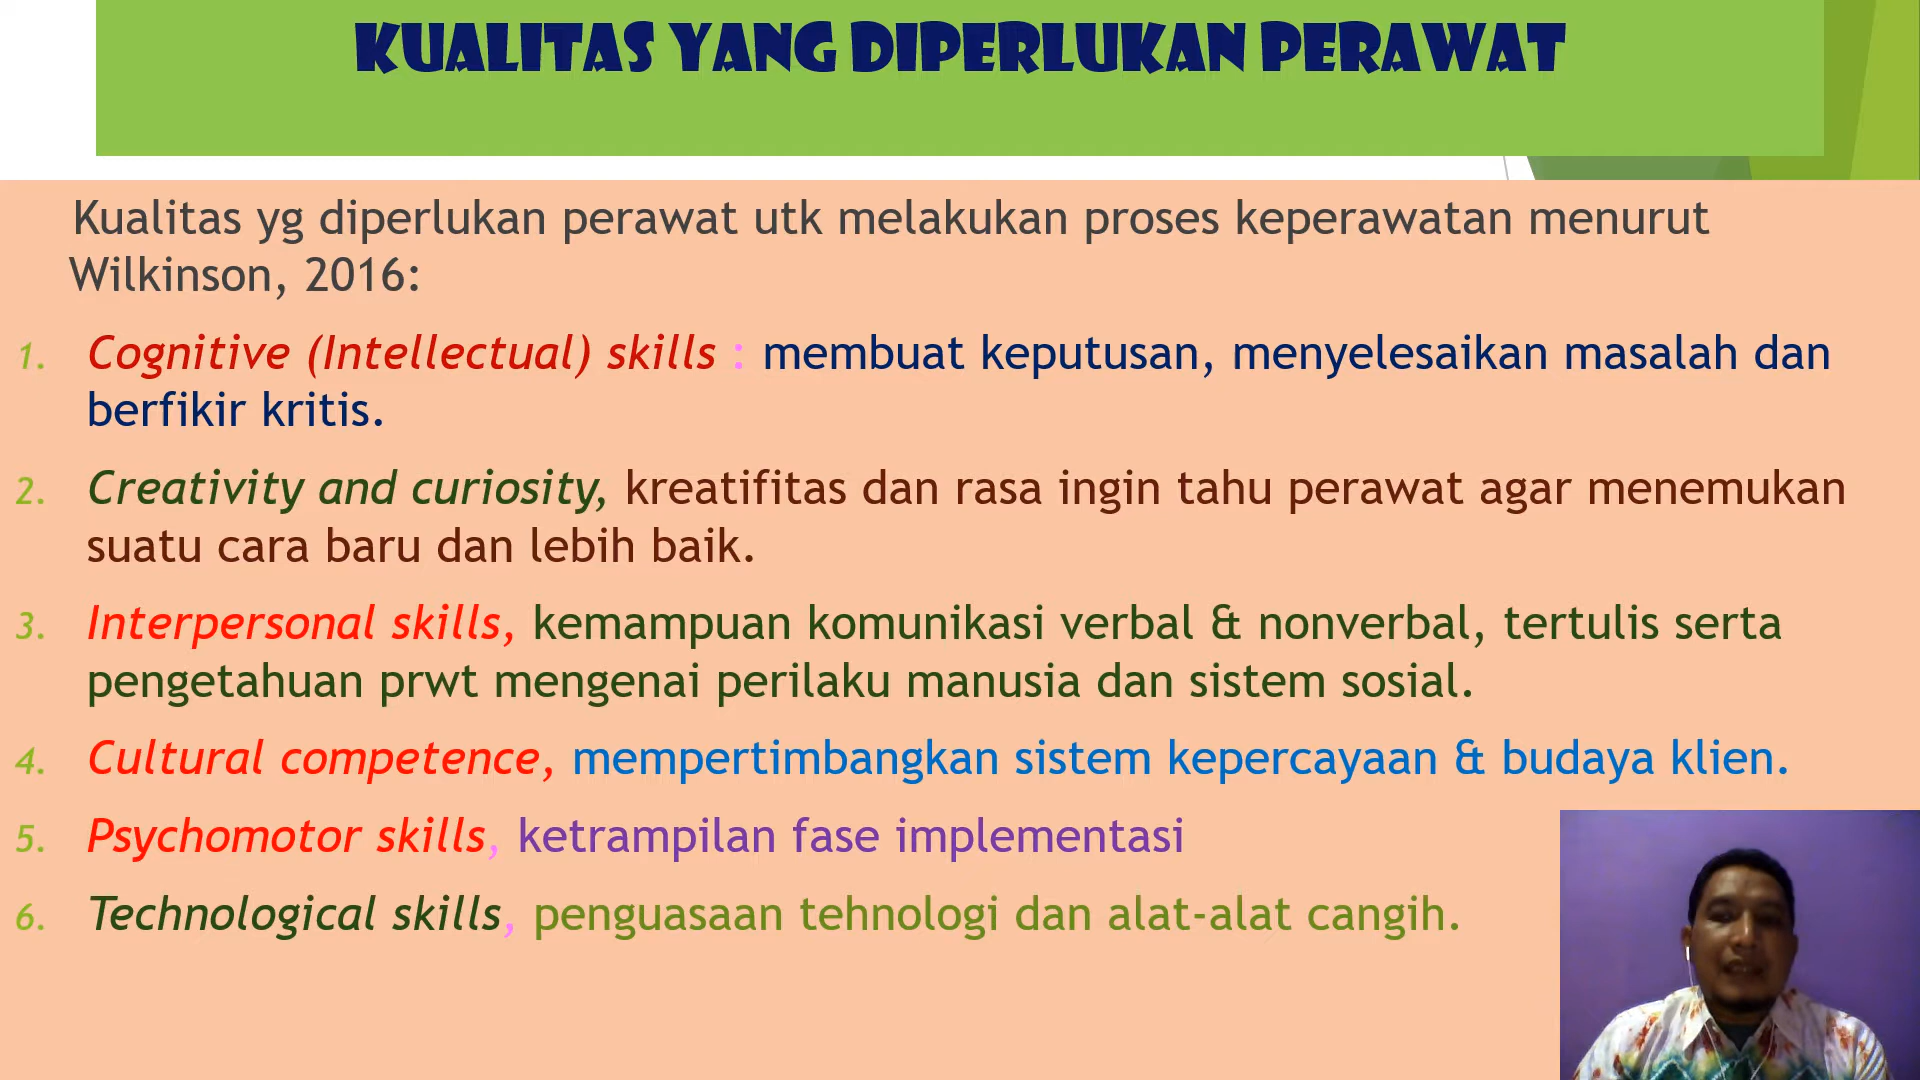 KUALITAS YANG DIPERLUKAN PERAWAT
Kualitas yg diperlukan perawat utk melakukan proses keperawatan menurut
Wilkinson, 2016:
1. Cognitive (Intellectual) skills : membuat keputusan, menyelesaikan masalah dan
berfikir kritis.
2. Creativity and curiosity, kreatifitas dan rasa ingin tahu perawat agar menemukan
suatu cara baru dan lebih baik.
3. Interpersonal skills, kemampuan komunikasi verbal & nonverbal, tertulis serta
pengetahuan prwt mengenai perilaku manusia dan sistem sosial.
4. Cultural competence, mempertimbangkan sistem kepercayaan & budaya klien.
5. Psychomotor skills, ketrampilan fase implementasi
6. Technological skills, penguasaan tehnologi dan alat-alat cangih.